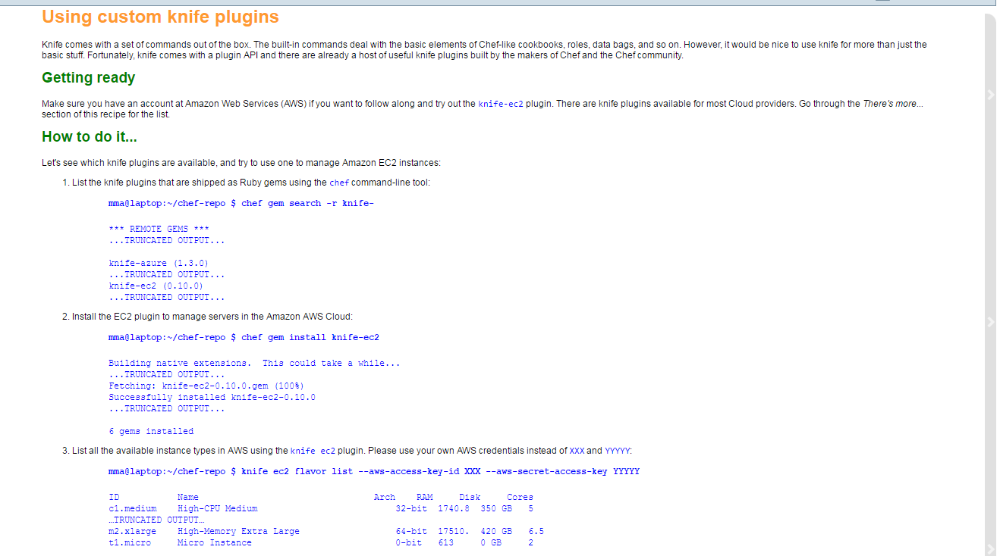 Using custom knife plugins
Knife comes with a set of commands out of the box. The built-in commands deal with the basic elements of Chef-like cookbooks, roles, data bags, and so on. However, it would be nice to use knife for more than just the
basic stuff. Fortunately, knife comes with a plugin API and there are already a host of useful knife plugins built by the makers of Chef and the Chef community.
Getting ready
Make sure you have an account at Amazon Web Services (AWS) if you want to follow along and try out the knife-ec2 plugin. There are knife plugins available for most Cloud providers. Go through the There's more...
section of this recipe for the list.
How to do it...
Let's see which knife plugins are available, and try to use one to manage Amazon EC2 instances:
1. List the knife plugins that are shipped as Ruby gems using the chef command-line tool:
mma@laptop:~/chef-repo $ chef gem search -r knife-
*** REMOTE GEMS ***
...TRUNCATED OUTPUT...
knife-azure (1.3.0)
...TRUNCATED OUTPUT...
knife-ec2 (0.10.0)
...TRUNCATED OUTPUT...
2. Install the EC2 plugin to manage servers in the Amazon AWS Cloud:
mma@laptop:~/chef-repo $ chef gem install knife-ec2
Building native extensions.  This could take a while...
...TRUNCATED OUTPUT...
Fetching: knife-ec2-0.10.0.gem (100%)
Successfully installed knife-ec2-0.10.0
...TRUNCATED OUTPUT...
6 gems installed
3. List all the available instance types in AWS using the knife ec2 plugin. Please use your own AWS credentials instead of XXX and YYYYY:
mma@laptop:~/chef-repo $ knife ec2 flavor list --aws-access-key-id XXX --aws-secret-access-key YYYYY
ID Name Arch RAM Disk Cores
c1.medium High-CPU Medium 32-bit 1740.8 350 GB 5
…TRUNCATED OUTPUT…
m2.xlarge High-Memory Extra Large 64-bit 17510. 420 GB 6.5
t1.micro Micro Instance 0-bit 613 0 GB 2